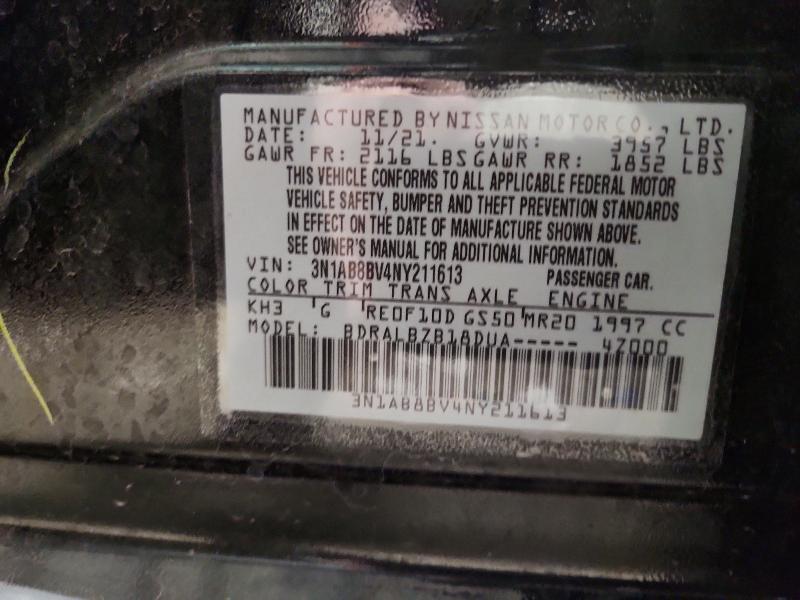 MANUFACTURED BY NISSAN MOTOR CO., LTD.
DATE: 11/21. GVWR: 3957 LBS
GAWR FR: 2116 LBS GAWR RR: 1852 LBS
THIS VEHICLE CONFORMS TO ALL APPLICABLE FEDERAL MOTOR
VEHICLE SAFETY, BUMPER AND THEFT PREVENTION STANDARDS
IN EFFECT ON THE DATE OF MANUFACTURE SHOWN ABOVE.
SEE OWNER'S MANUAL FOR ADDITIONAL INFORMATION.
VIN: 3N1AB8BV4NY211613 PASSENGER CAR.
COLOR TRIM TRANS AXLE ENGINE
KH3 G RE0F10D GS50 MR20 1997 CC
MODEL: BDRALBZB18DUA----- 4Z000
3N1AB8BV4NY211613